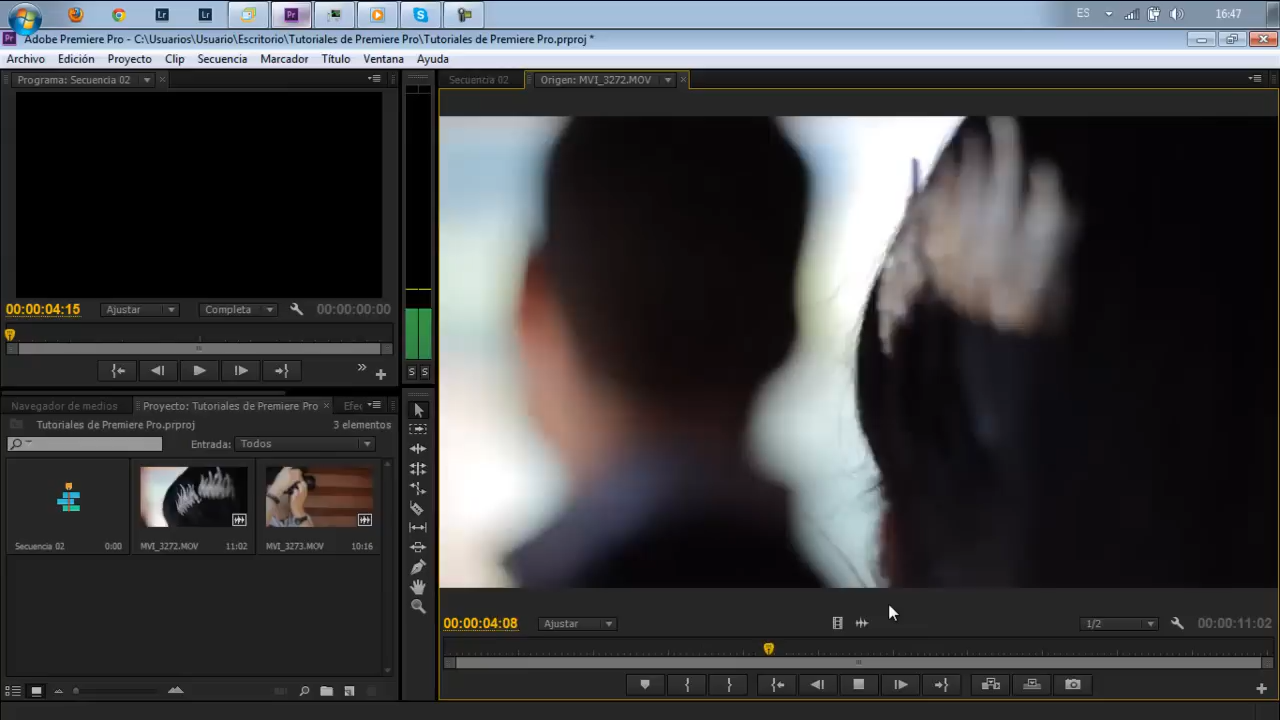 ES
16:47
Adobe Premiere Pro - C:\Usuarios\Usuario\Escritorio\Tutoriales de Premiere Pro\Tutoriales de Premiere Pro.prproj *
Archivo Edición Proyecto Clip Secuencia Marcador Título Ventana Ayuda
Programa: Secuencia 02
Secuencia 02
Origen: MVI_3272.MOV
00:00:04:15
Ajustar
Completa
00:00:00:00
S S
Navegador de medios
Proyecto: Tutoriales de Premiere Pro
Efec
Tutoriales de Premiere Pro.prproj
3 elementos
Entrada:
Todos
Secuencia 02 0:00
MVI_3272.MOV 11:02
MVI_3273.MOV 10:16
00:00:04:08
Ajustar
1/2
00:00:11:02